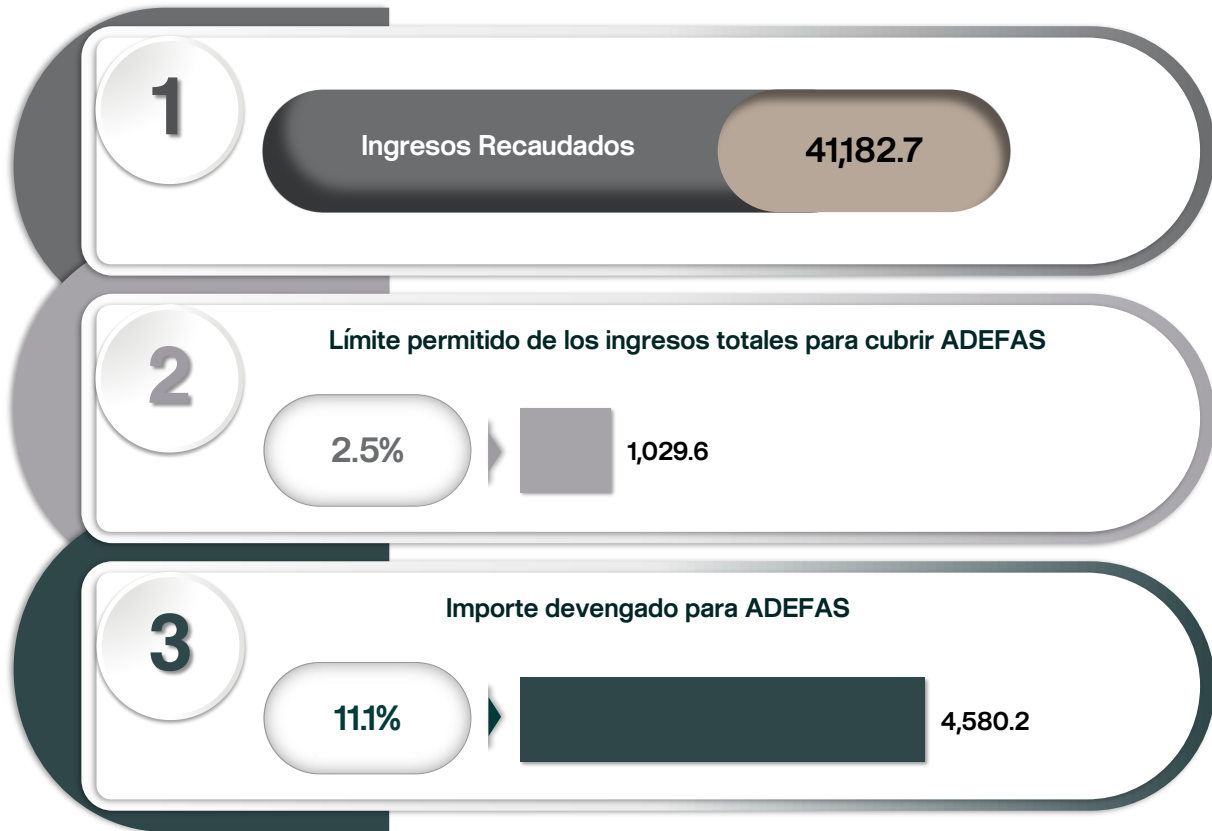 1
Ingresos Recaudados
41,182.7
2
Límite permitido de los ingresos totales para cubrir ADEFAS
2.5%
1,029.6
3
Importe devengado para ADEFAS
11.1%
4,580.2